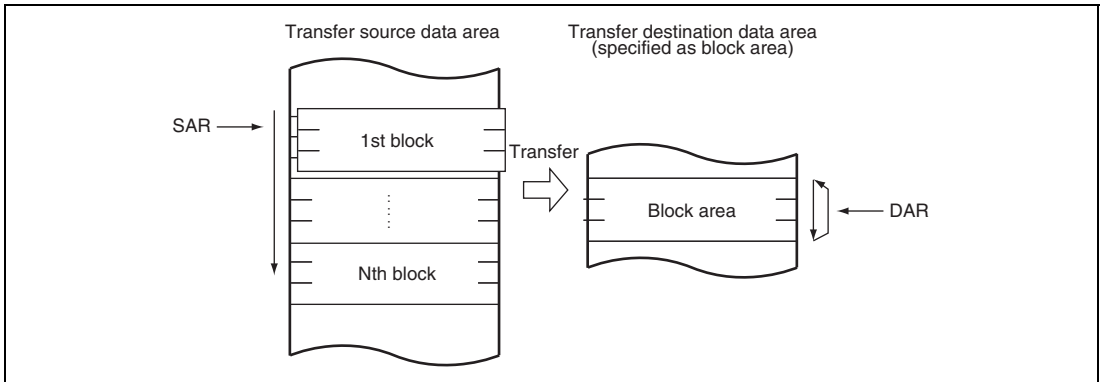 Transfer source data area
Transfer destination data area
(specified as block area)
SAR
1st block
Transfer
Block area
DAR
Nth block